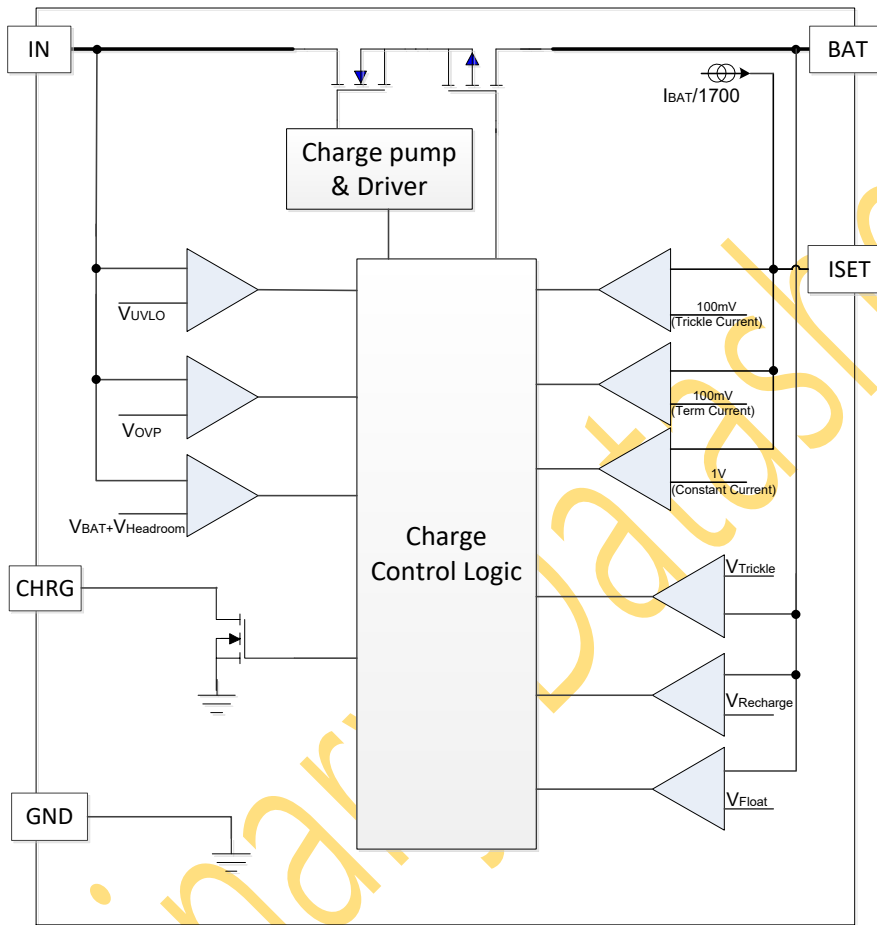 IN
BAT
IBAT/1700
Charge pump
& Driver
ISET
VUVLO
100mV
(Trickle Current)
VOVP
100mV
(Term Current)
1V
(Constant Current)
VBAT+VHeadroom
Charge
Control Logic
CHRG
VTrickle
VRecharge
VFloat
GND